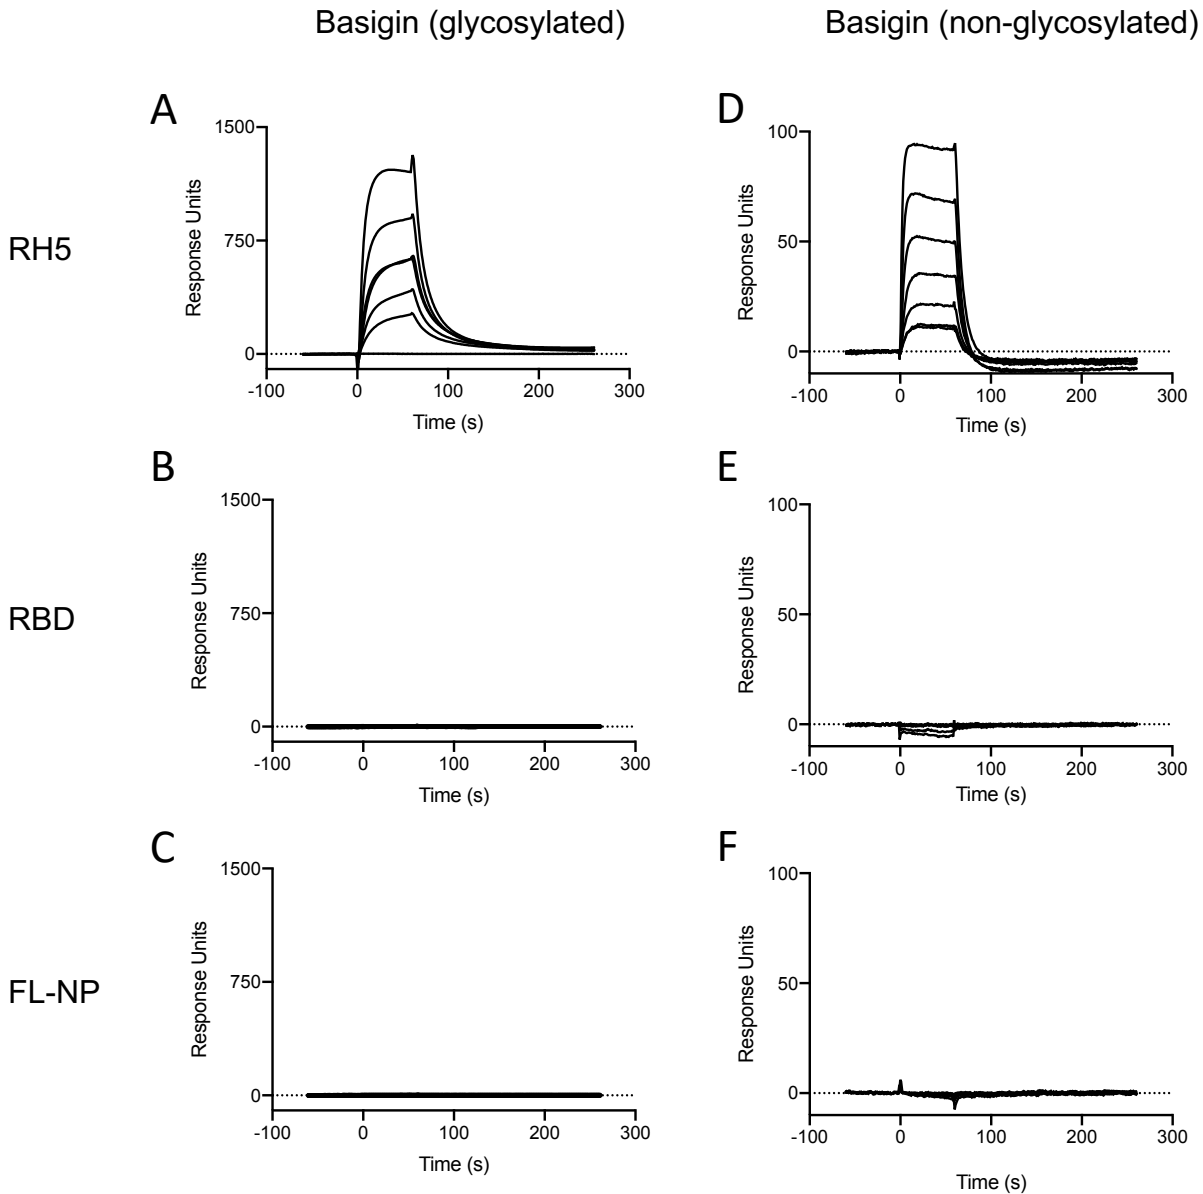 Basigin (glycosylated)
Basigin (non-glycosylated)
RH5
A
1500
750
0
Response Units
-100 0 100 200 300
Time (s)
D
100
50
0
Response Units
-100 0 100 200 300
Time (s)
RBD
B
1500
750
0
Response Units
-100 0 100 200 300
Time (s)
E
100
50
0
Response Units
-100 0 100 200 300
Time (s)
FL-NP
C
1500
750
0
Response Units
-100 0 100 200 300
Time (s)
F
100
50
0
Response Units
-100 0 100 200 300
Time (s)